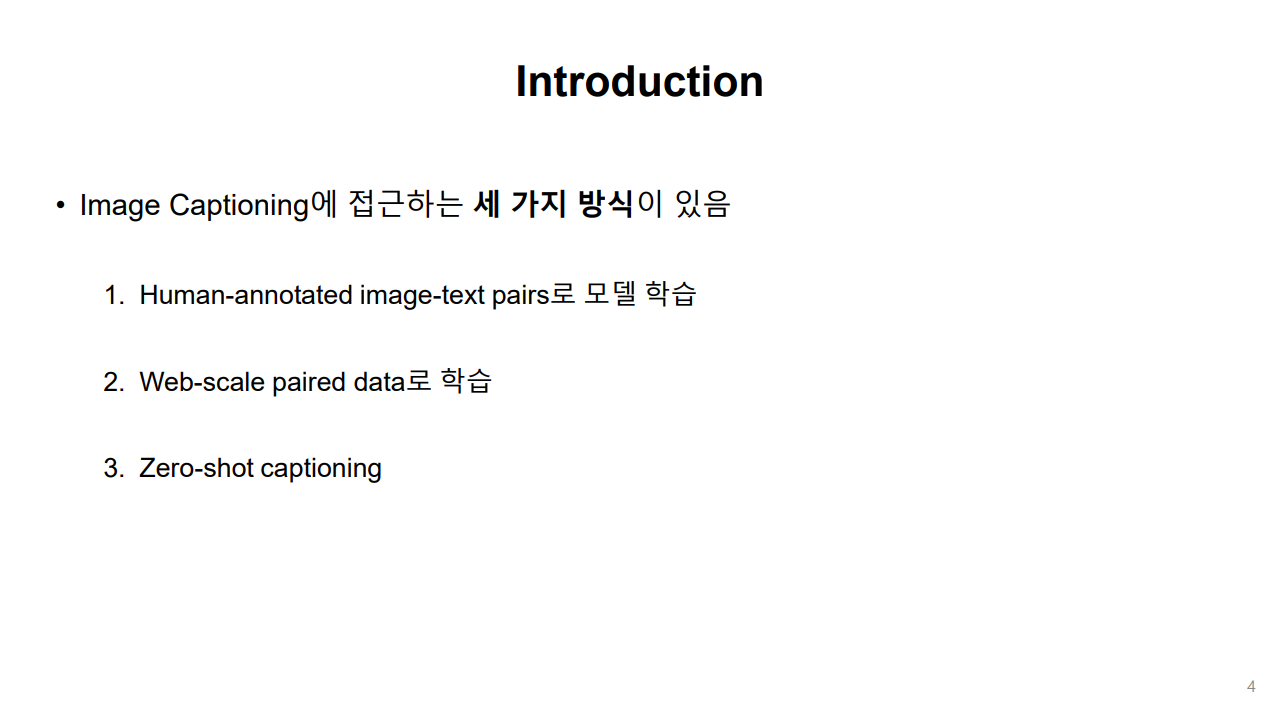 Introduction
• Image Captioning에 접근하는 세 가지 방식이 있음
1. Human-annotated image-text pairs로 모델 학습
2. Web-scale paired data로 학습
3. Zero-shot captioning
4